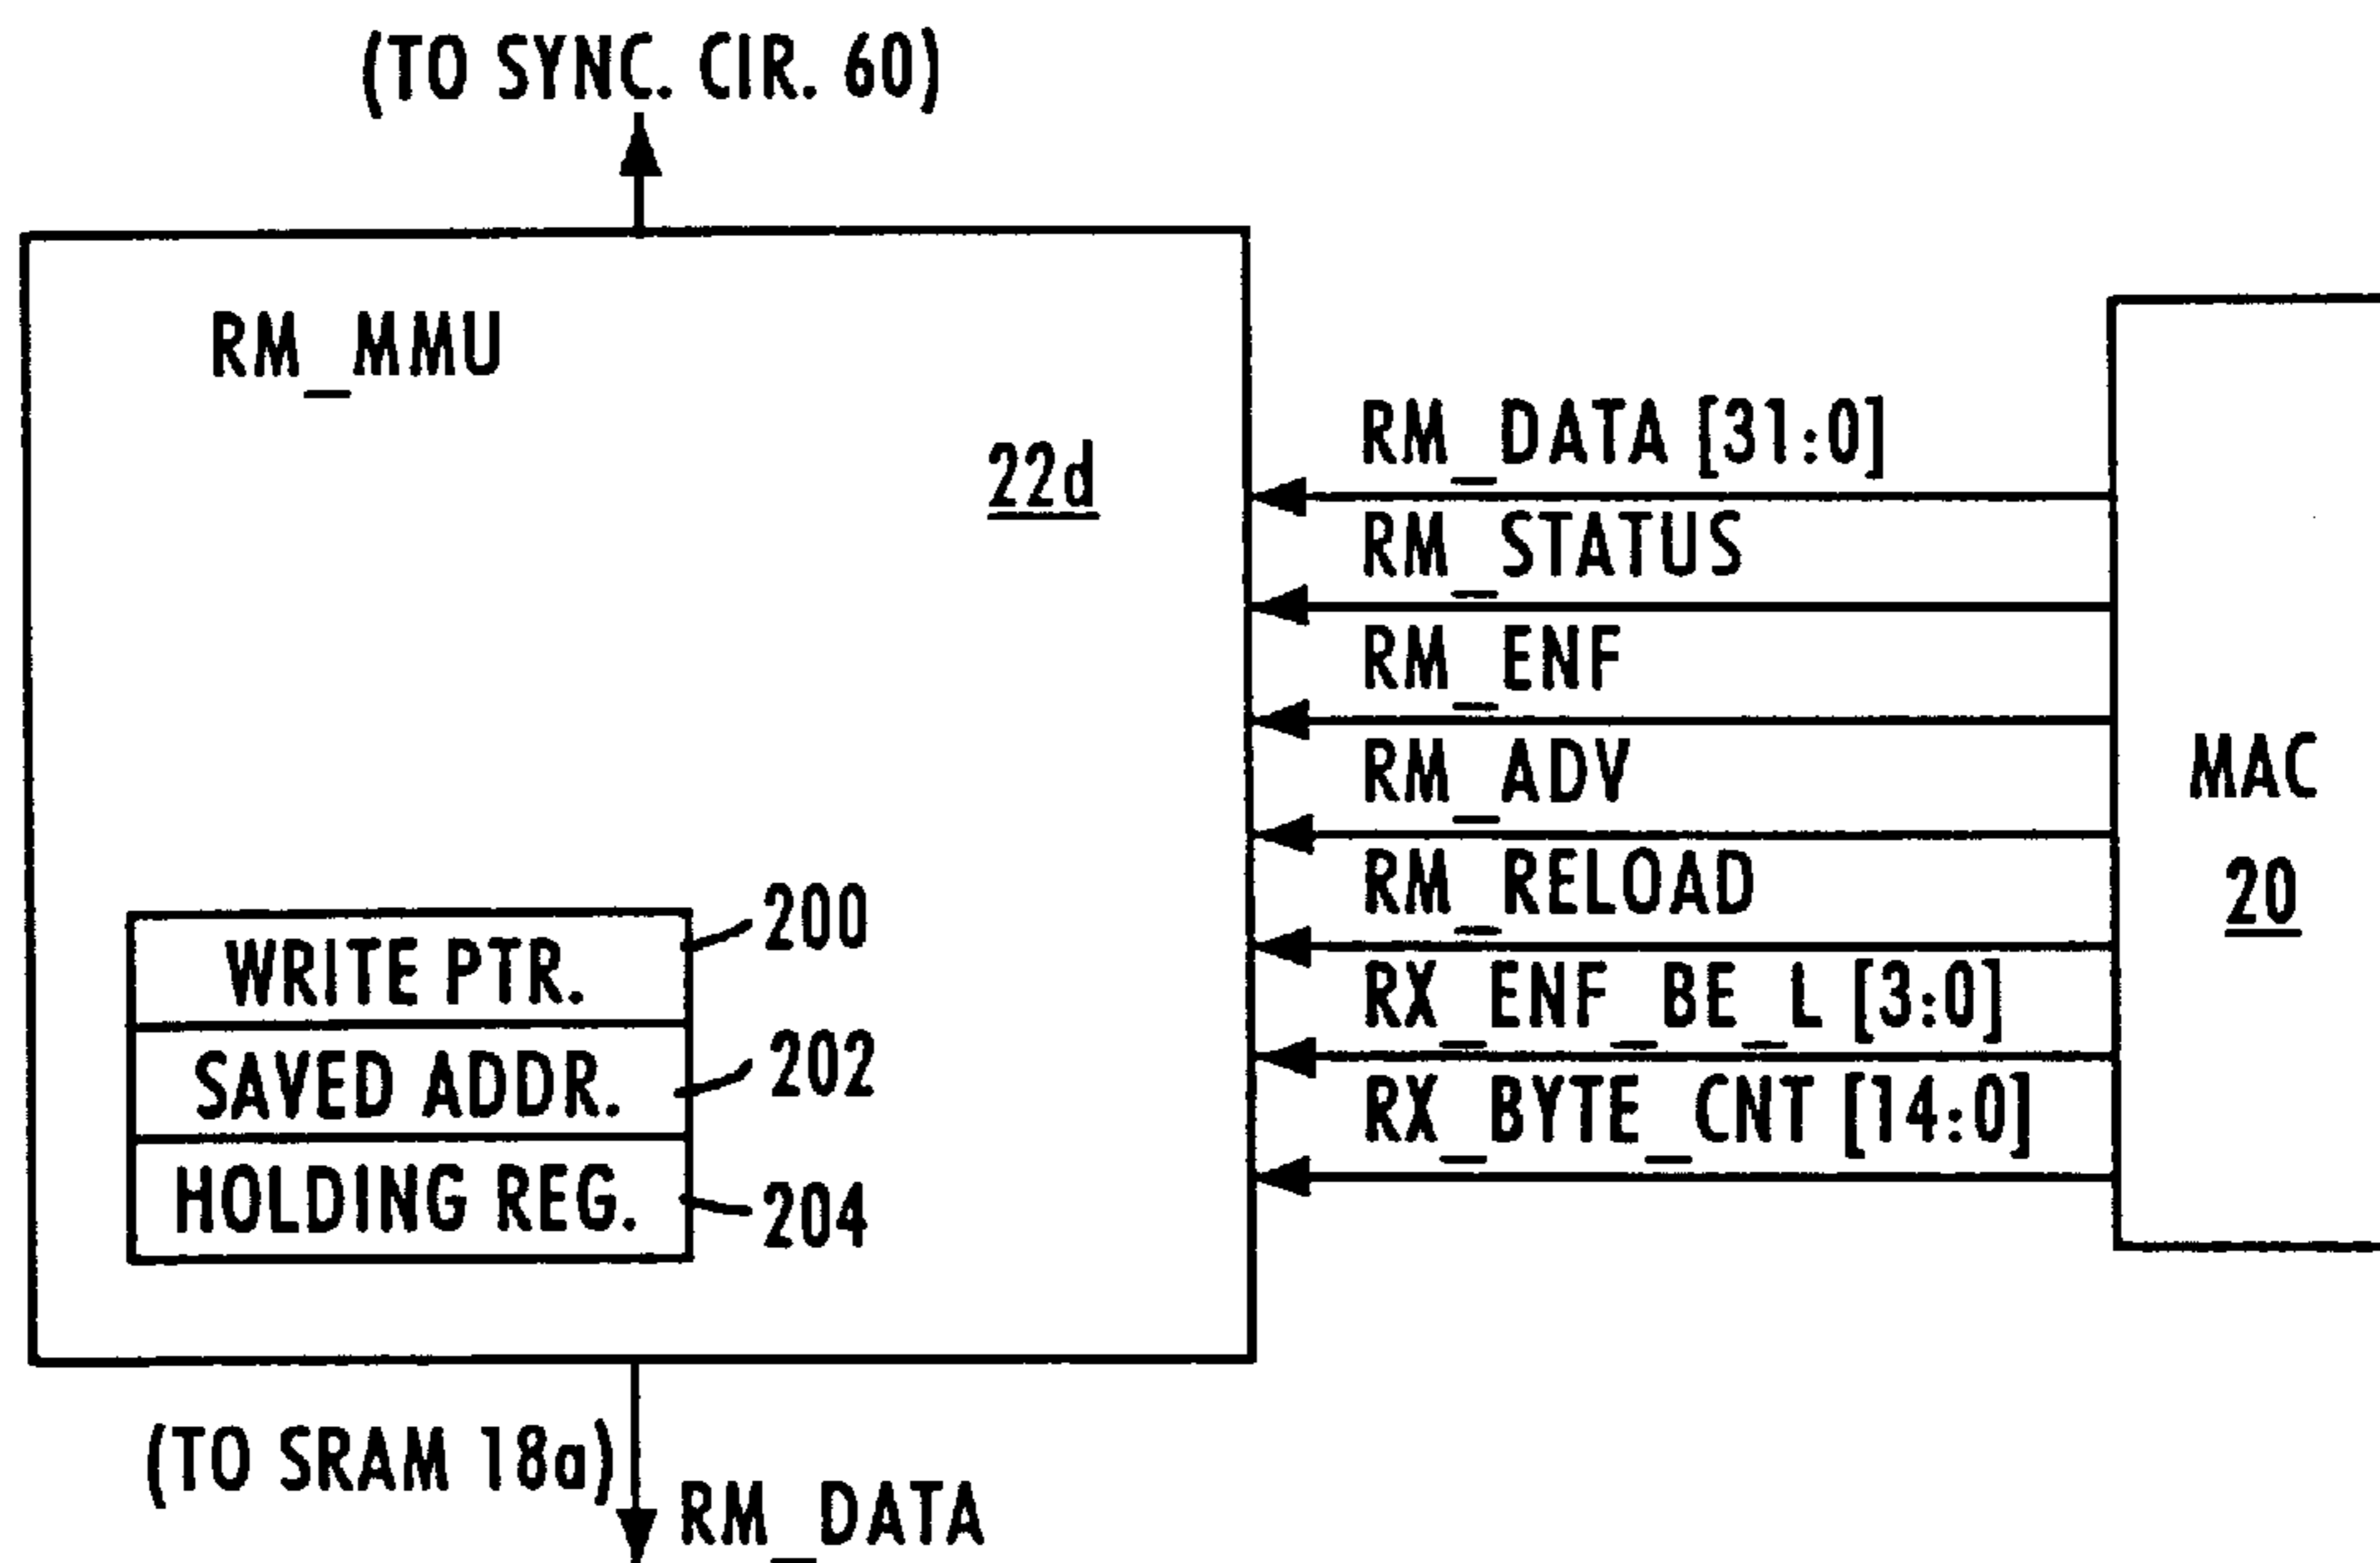 (TO SYNC. CIR. 60)
RM_MMU
22d
RM_DATA [31:0]
RM_STATUS
RM_ENF
RM_ADV
RM_RELOAD
RX_ENF_BE_L [3:0]
RX_BYTE_CNT [14:0]
MAC
20
WRITE PTR.
200
SAVED ADDR.
202
HOLDING REG.
204
(TO SRAM 18a)
RM_DATA